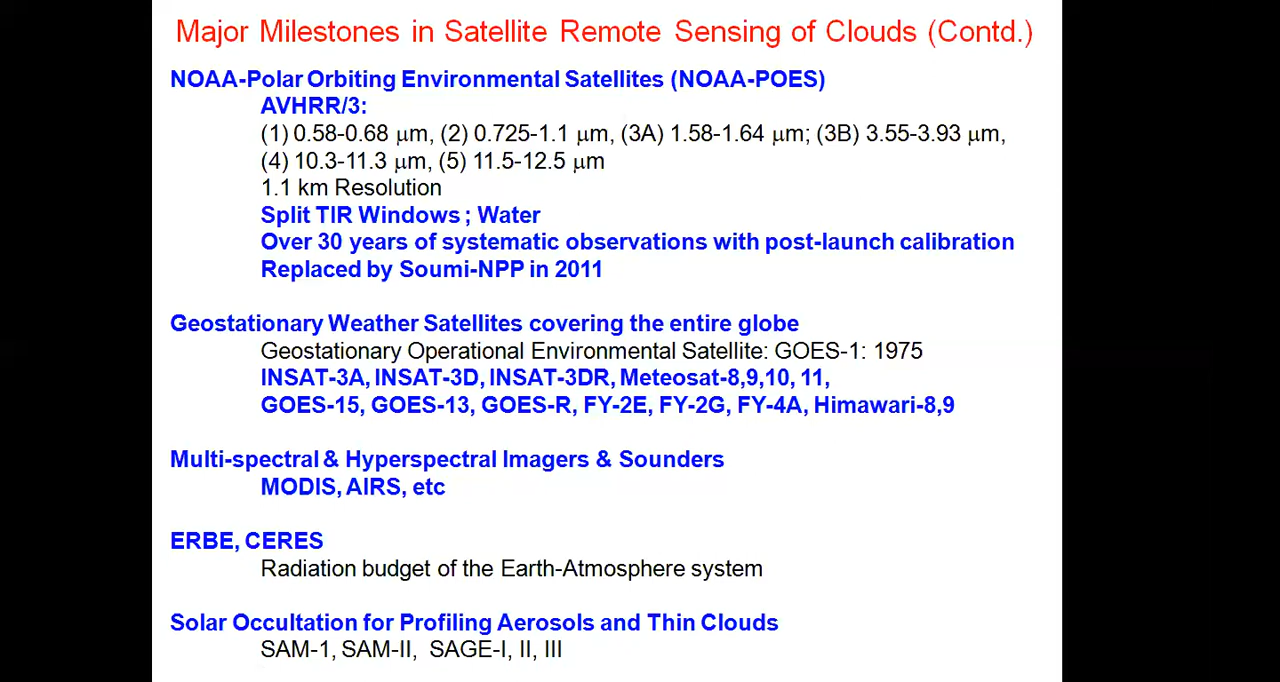 Major Milestones in Satellite Remote Sensing of Clouds (Contd.)
NOAA-Polar Orbiting Environmental Satellites (NOAA-POES)
AVHRR/3:
(1) 0.58-0.68 μm, (2) 0.725-1.1 μm, (3A) 1.58-1.64 μm; (3B) 3.55-3.93 μm,
(4) 10.3-11.3 μm, (5) 11.5-12.5 μm
1.1 km Resolution
Split TIR Windows ; Water
Over 30 years of systematic observations with post-launch calibration
Replaced by Soumi-NPP in 2011
Geostationary Weather Satellites covering the entire globe
Geostationary Operational Environmental Satellite: GOES-1: 1975
INSAT-3A, INSAT-3D, INSAT-3DR, Meteosat-8,9,10, 11,
GOES-15, GOES-13, GOES-R, FY-2E, FY-2G, FY-4A, Himawari-8,9
Multi-spectral & Hyperspectral Imagers & Sounders
MODIS, AIRS, etc
ERBE, CERES
Radiation budget of the Earth-Atmosphere system
Solar Occultation for Profiling Aerosols and Thin Clouds
SAM-1, SAM-II, SAGE-I, II, III